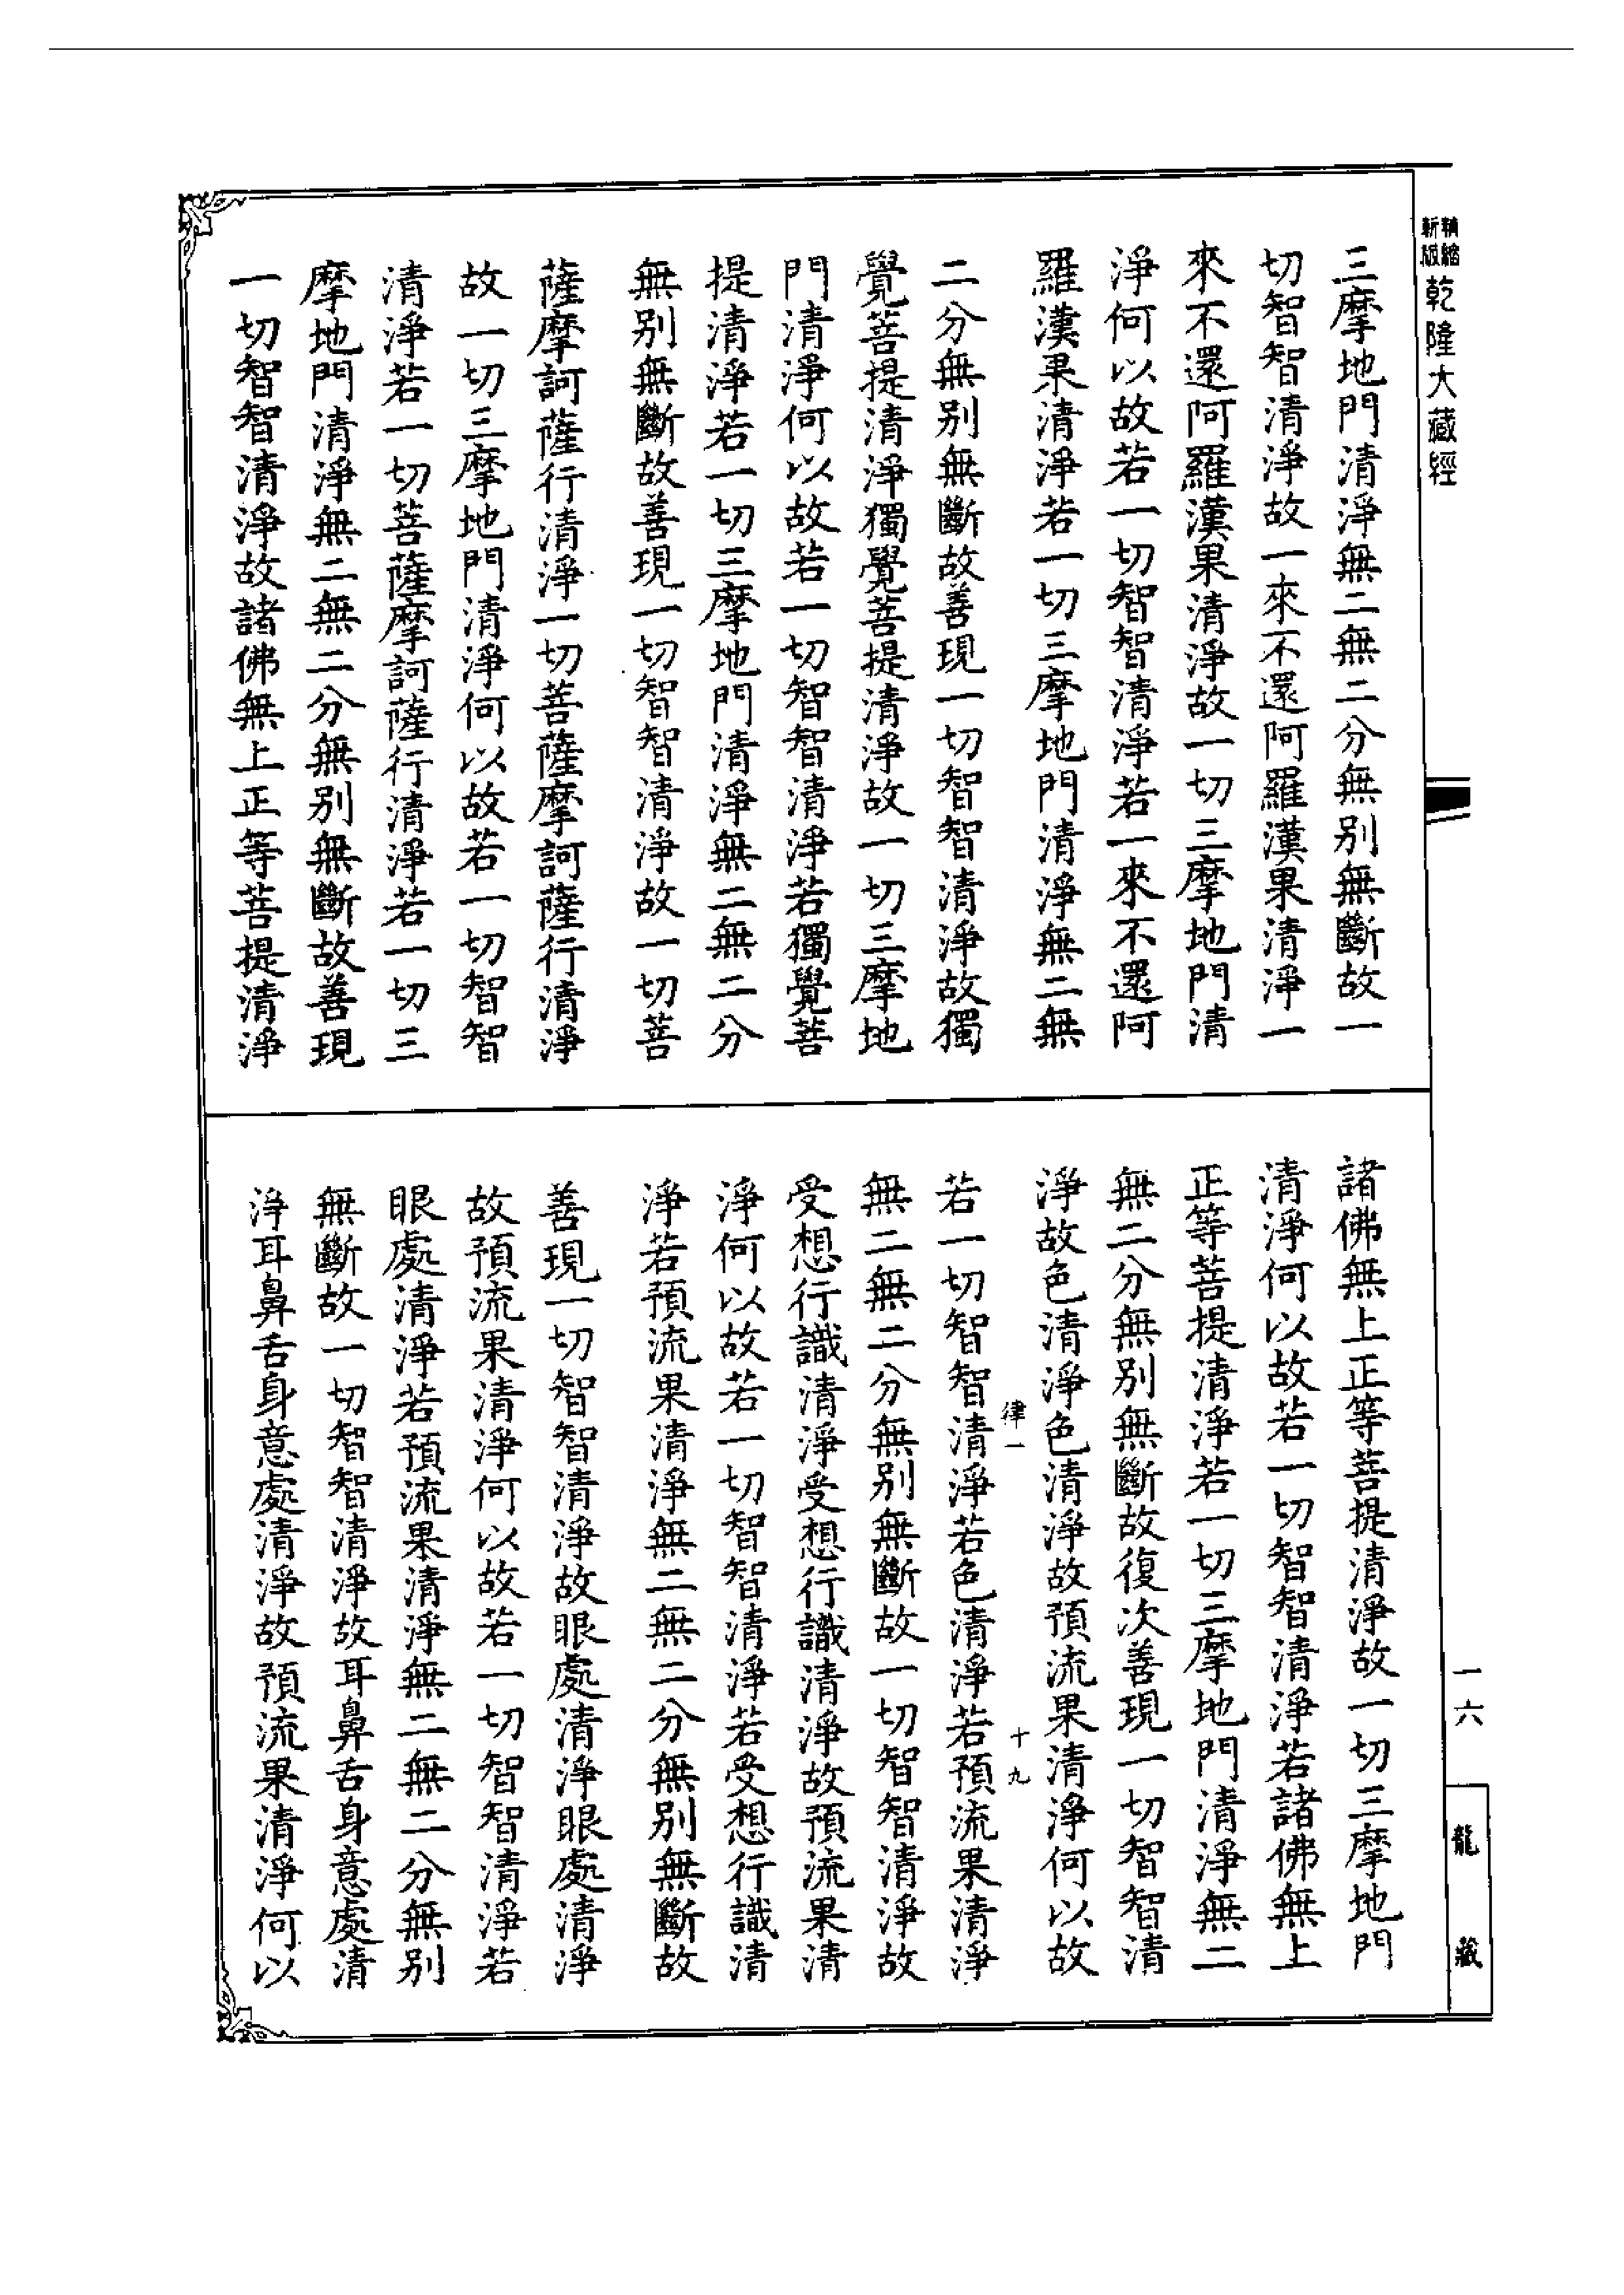 新版精縮乾隆大藏經
三摩地門清淨無二無二分無別無斷故一
切智智清淨故一來不還阿羅漢果清淨一
來不還阿羅漢果清淨故一切三摩地門清
淨何以故若一切智智清淨若一來不還阿
羅漢果清淨若一切三摩地門清淨無二無
二分無別無斷故善現一切智智清淨故獨
覺菩提清淨獨覺菩提清淨故一切三摩地
門清淨何以故若一切智智清淨若獨覺菩
提清淨若一切三摩地門清淨無二無二分
無別無斷故善現一切智智清淨故一切菩
薩摩訶薩行清淨一切菩薩摩訶薩行清淨
故一切三摩地門清淨何以故若一切智智
清淨若一切菩薩摩訶薩行清淨若一切三
摩地門清淨無二無二分無別無斷故善現
一切智智清淨故諸佛無上正等菩提清淨
諸佛無上正等菩提清淨故一切三摩地門
清淨何以故若一切智智清淨若諸佛無上
正等菩提清淨若一切三摩地門清淨無二
無二分無別無斷故復次善現一切智智清
淨故色清淨色清淨故預流果清淨何以故
律一 十九
若一切智智清淨若色清淨若預流果清淨
無二無二分無別無斷故一切智智清淨故
受想行識清淨受想行識清淨故預流果清
淨何以故若一切智智清淨若受想行識清
淨若預流果清淨無二無二分無別無斷故
善現一切智智清淨故眼處清淨眼處清淨
故預流果清淨何以故若一切智智清淨若
眼處清淨若預流果清淨無二無二分無別
無斷故一切智智清淨故耳鼻舌身意處清
淨耳鼻舌身意處清淨故預流果清淨何以
一六
龍藏